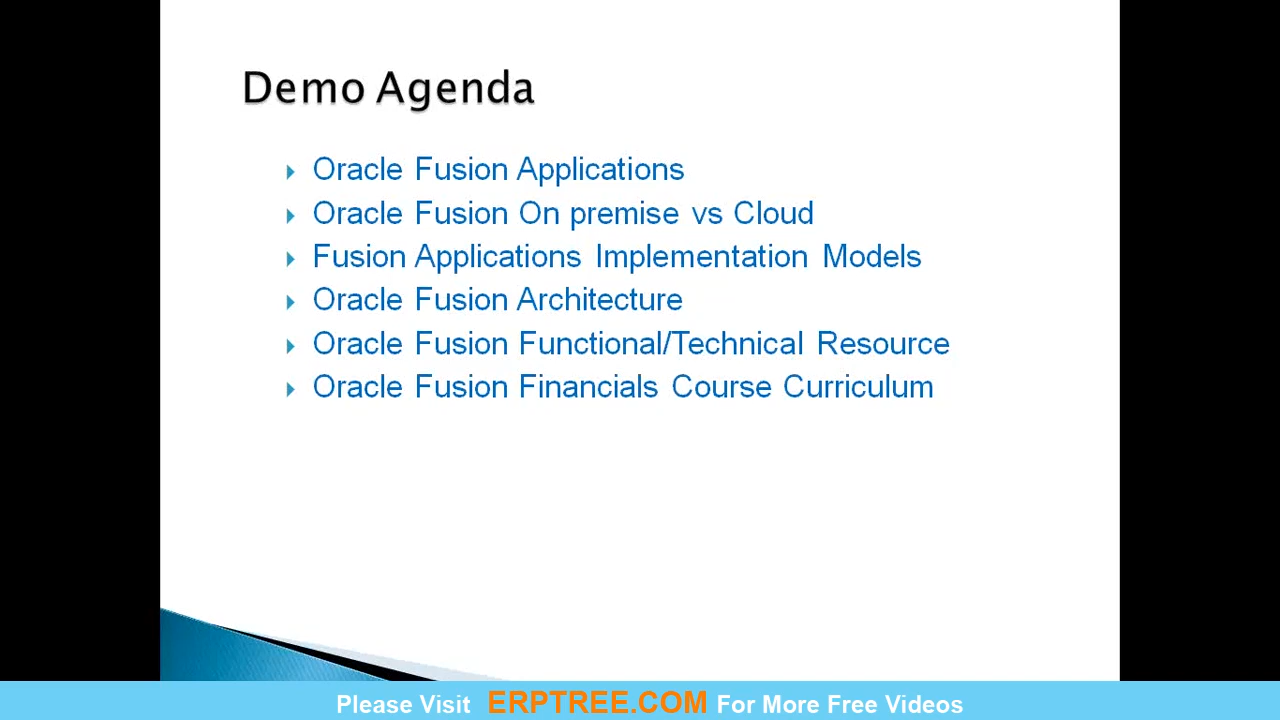 Demo Agenda
Oracle Fusion Applications
Oracle Fusion On premise vs Cloud
Fusion Applications Implementation Models
Oracle Fusion Architecture
Oracle Fusion Functional/Technical Resource
Oracle Fusion Financials Course Curriculum
Please Visit ERPTREE.COM For More Free Videos